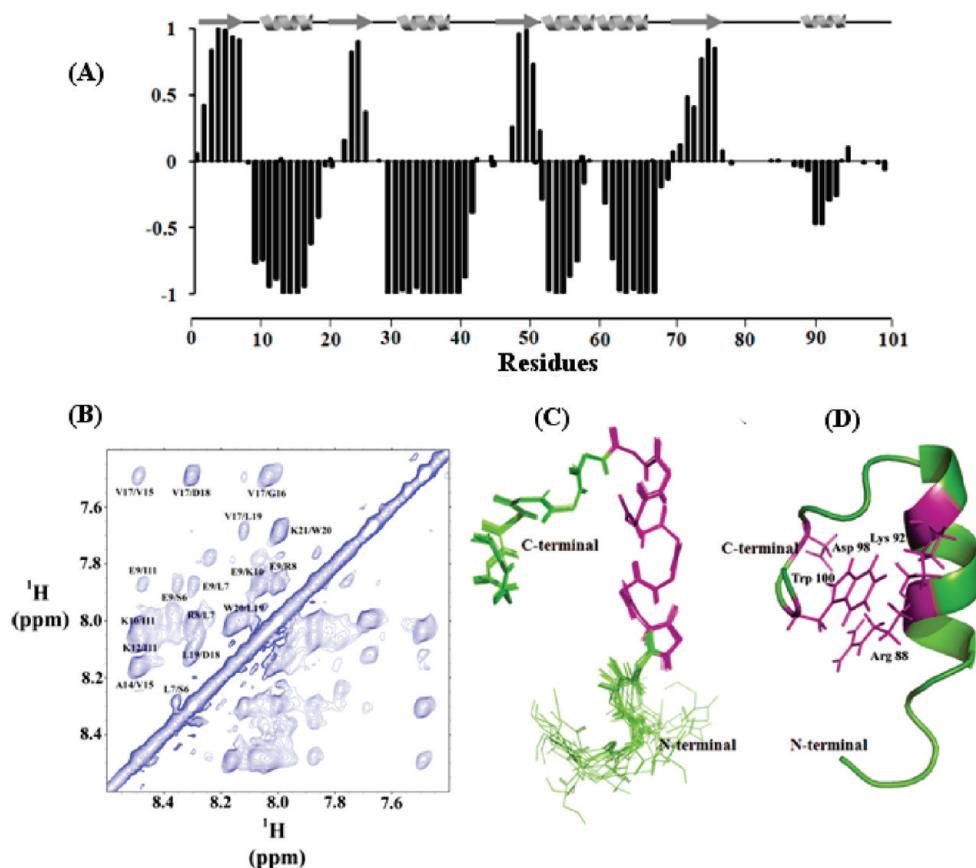 (A)
1
0.5
0
-0.5
-1
0 10 20 30 40 50 60 70 80 90 101
Residues
(B)
V17/V15 V17/D18 V17/G16
V17/L19
K21/W20
E9/I11 E9/L7 E9/K10 E9/R8
E9/S6
K10/I11 R8/L7 W20/L19
K12/I11 L19/D18
A14/V15
L7/S6
7.6
7.8
8.0
8.2
8.4
1H
(ppm)
8.4 8.2 8.0 7.8 7.6
1H
(ppm)
(C)
C-terminal
N-terminal
(D)
C-terminal
Asp 98
Lys 92
Trp 100
Arg 88
N-terminal